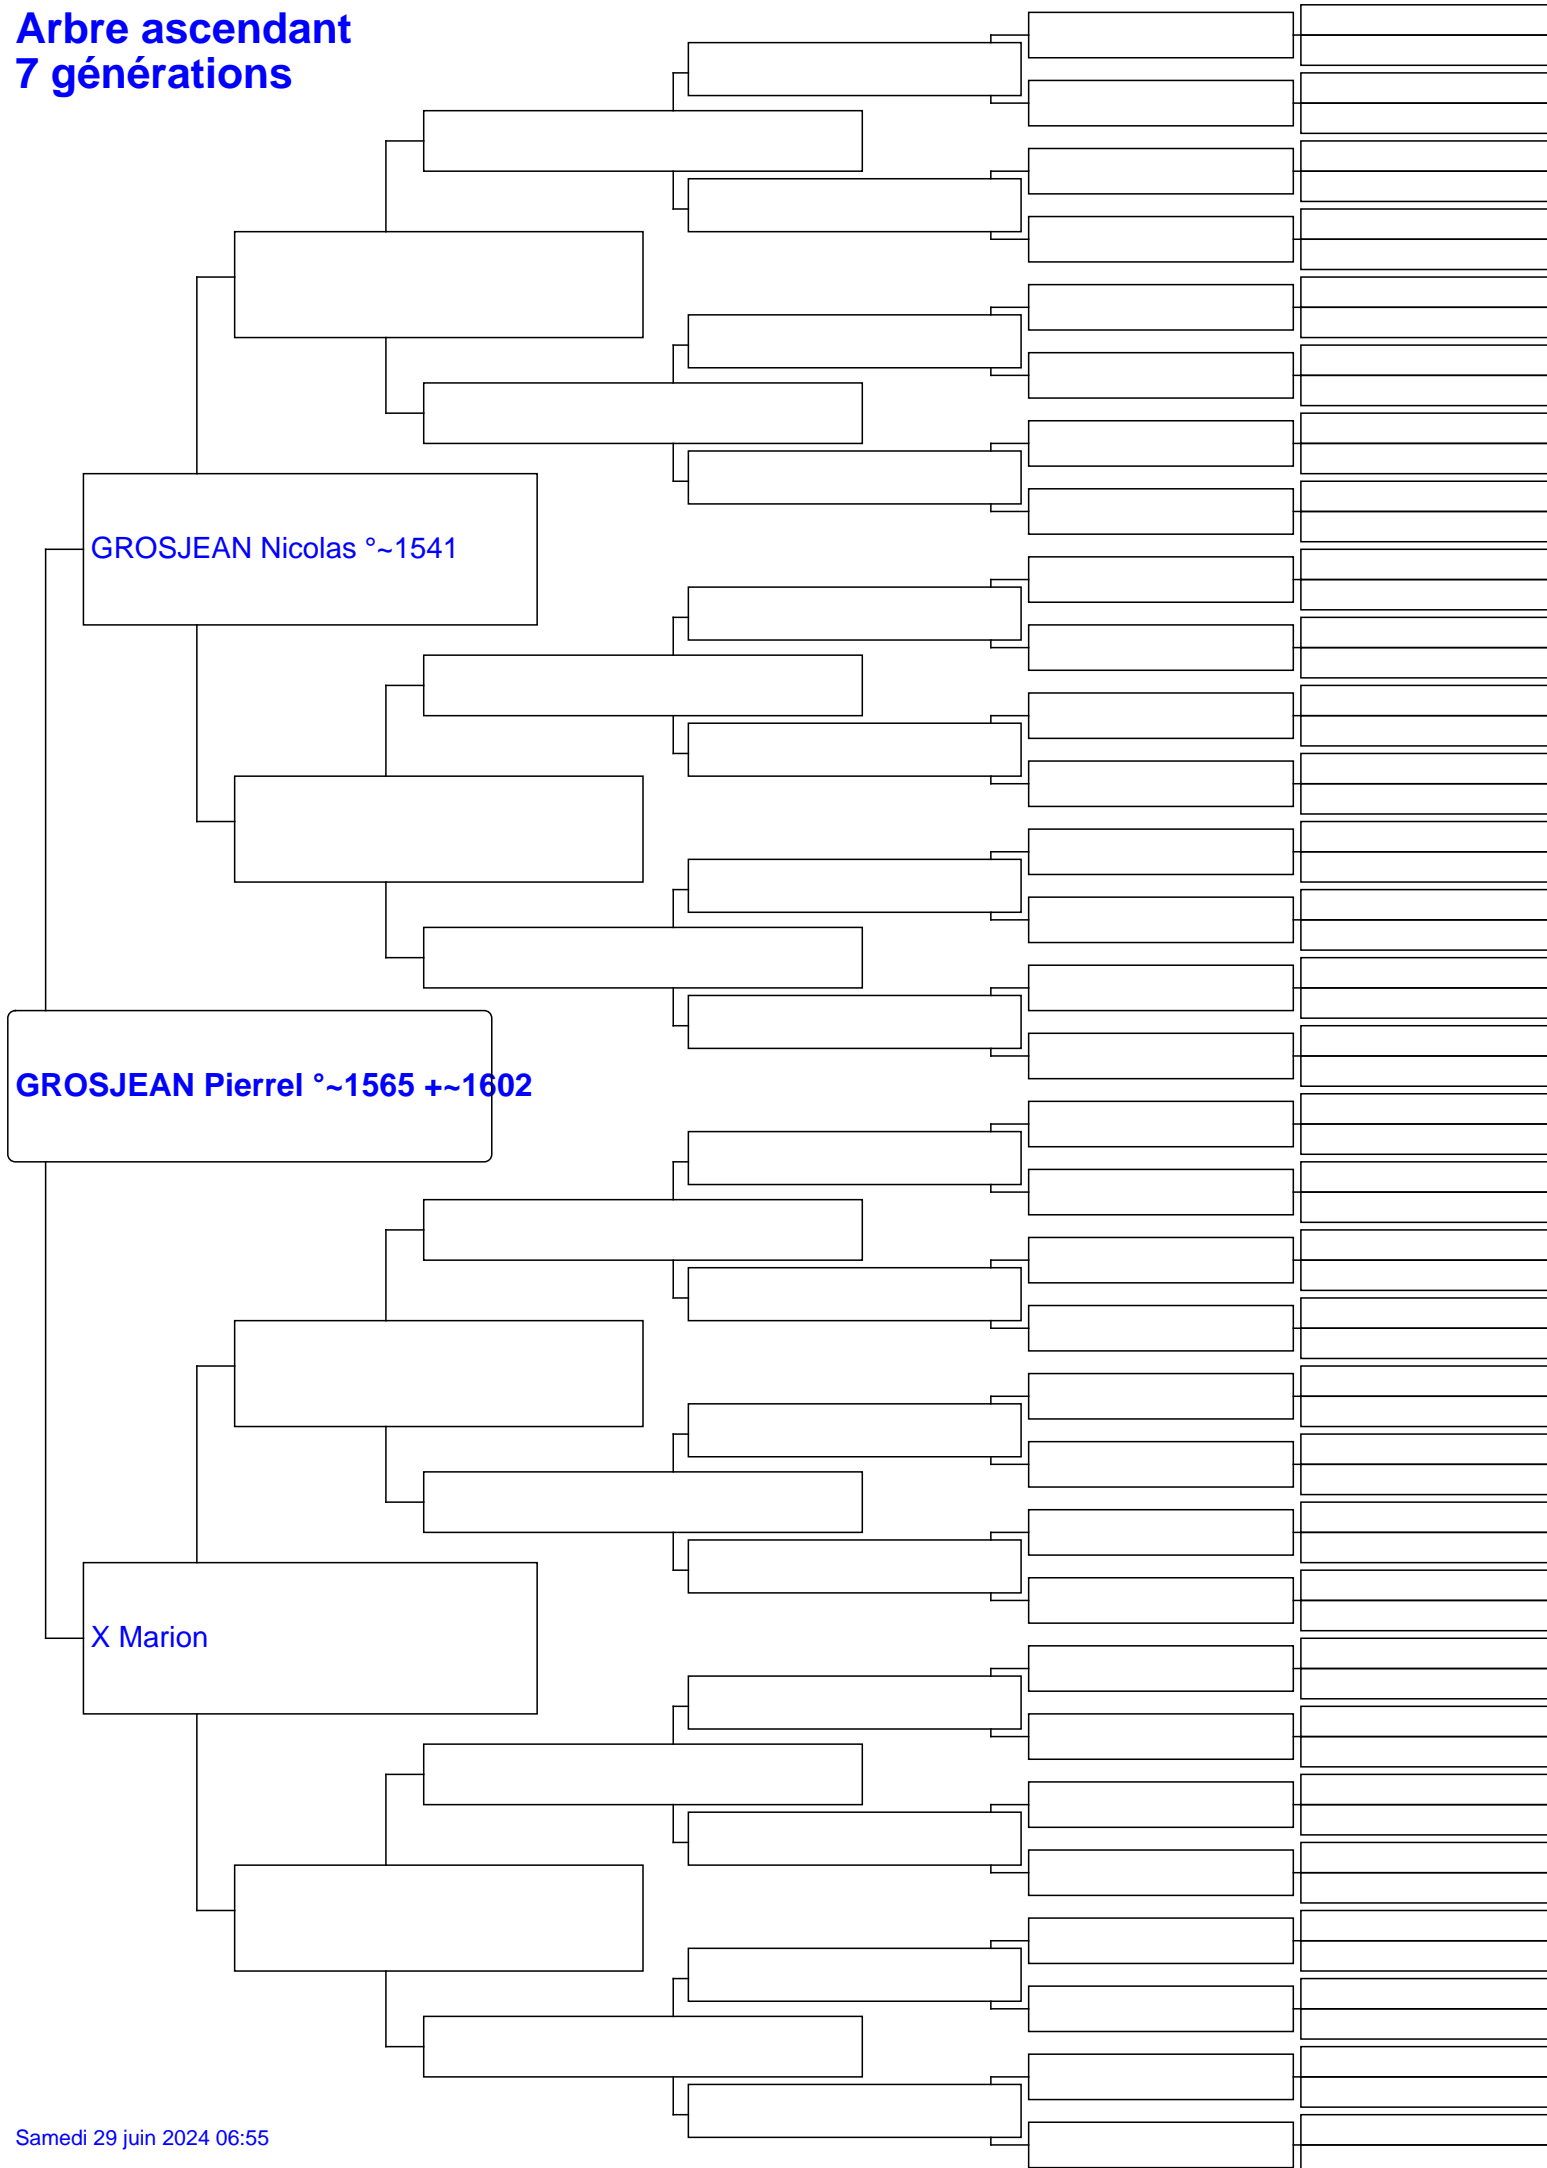 Arbre ascendant
7 générations
GROSJEAN Nicolas °~1541
GROSJEAN Pierrel °~1565 +~1602
X Marion
Samedi 29 juin 2024 06:55